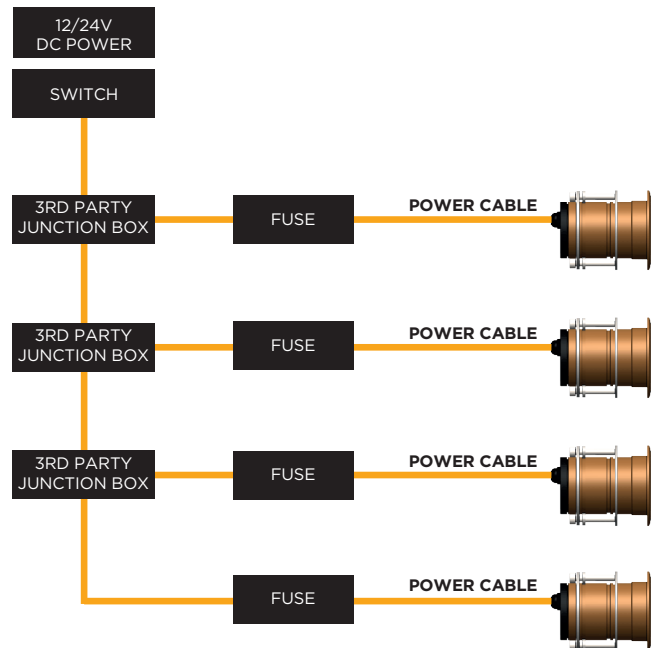 12/24V
DC POWER
SWITCH
3RD PARTY
JUNCTION BOX
FUSE
POWER CABLE
3RD PARTY
JUNCTION BOX
FUSE
POWER CABLE
3RD PARTY
JUNCTION BOX
FUSE
POWER CABLE
FUSE
POWER CABLE